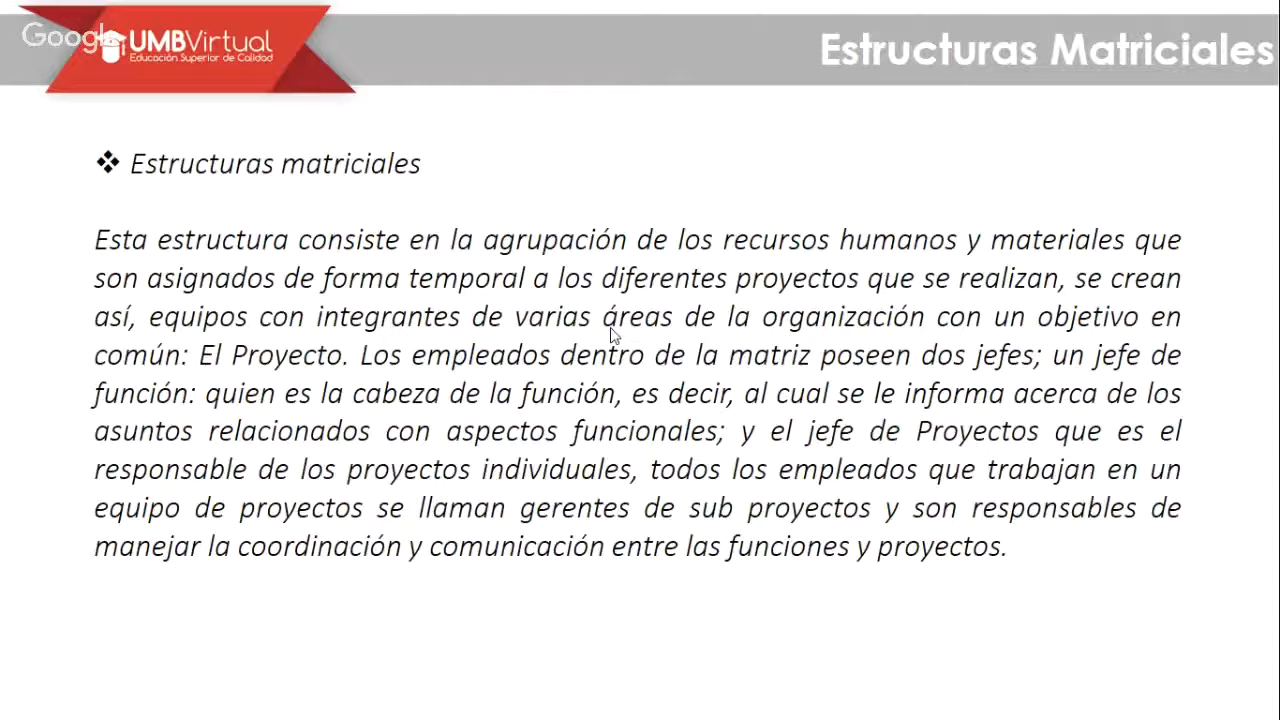 Google
UMBVirtual
Educación Superior de Calidad
Estructuras Matriciales
Estructuras matriciales
Esta estructura consiste en la agrupación de los recursos humanos y materiales que
son asignados de forma temporal a los diferentes proyectos que se realizan, se crean
así, equipos con integrantes de varias áreas de la organización con un objetivo en
común: El Proyecto. Los empleados dentro de la matriz poseen dos jefes; un jefe de
función: quien es la cabeza de la función, es decir, al cual se le informa acerca de los
asuntos relacionados con aspectos funcionales; y el jefe de Proyectos que es el
responsable de los proyectos individuales, todos los empleados que trabajan en un
equipo de proyectos se llaman gerentes de sub proyectos y son responsables de
manejar la coordinación y comunicación entre las funciones y proyectos.